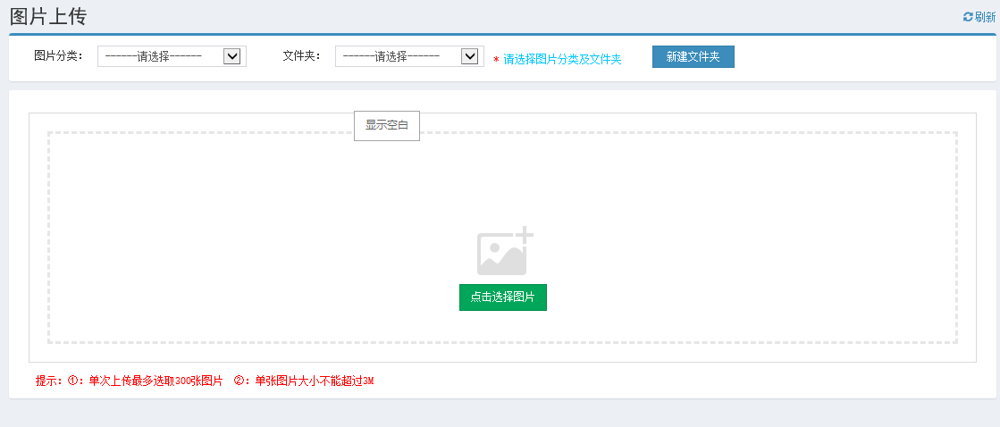 图片上传
刷新
图片分类: ------请选择------ 文件夹: ------请选择------ * 请选择图片分类及文件夹 新建文件夹
显示空白
点击选择图片
提示:①:单次上传最多选取300张图片 ②:单张图片大小不能超过3M